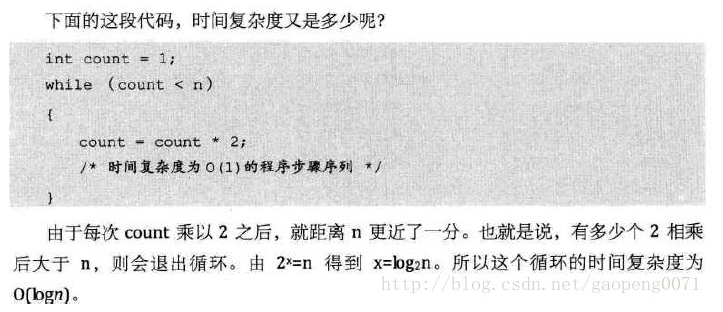 下面的这段代码，时间复杂度又是多少呢?
int count = 1;
while (count < n)
{
count = count * 2;
/* 时间复杂度为 O(1)的程序步骤序列 */
}
由于每次 count 乘以 2 之后，就距离 n 更近了一分。也就是说，有多少个 2 相乘
后大于 n，则会退出循环。由 2ˣ=n 得到 x=log₂n。所以这个循环的时间复杂度为
O(logn)。
http://blog.csdn.net/gaopeng0071